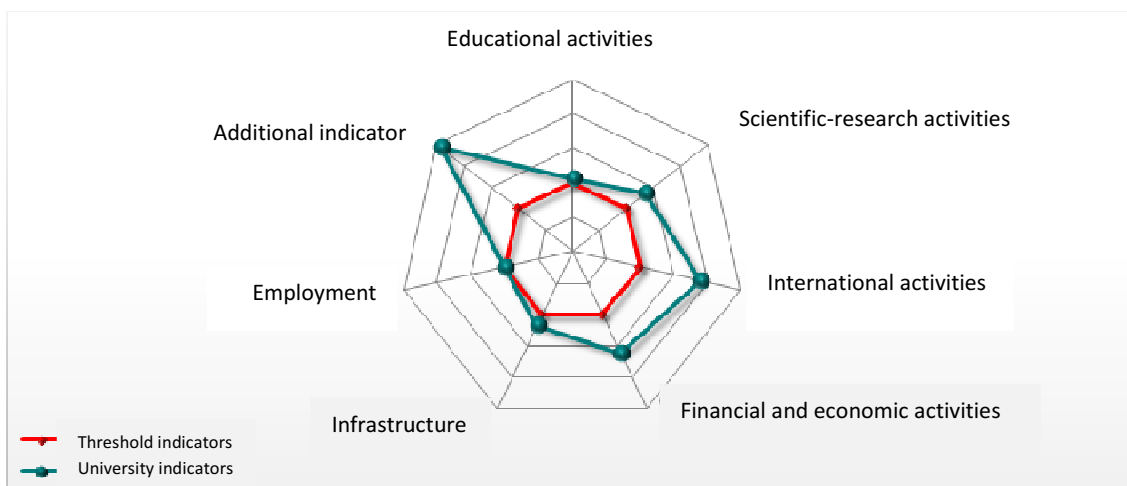 Educational activities
Additional indicator
Scientific-research activities
Employment
International activities
Infrastructure
Financial and economic activities
Threshold indicators
University indicators